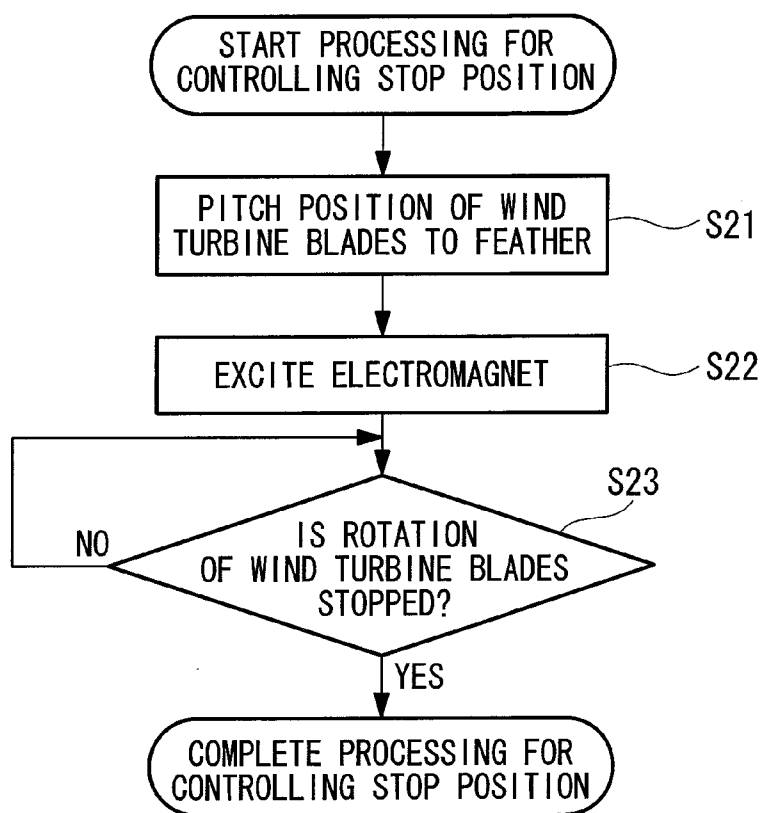 START PROCESSING FOR
CONTROLLING STOP POSITION
PITCH POSITION OF WIND
TURBINE BLADES TO FEATHER
S21
EXCITE ELECTROMAGNET
S22
S23
IS ROTATION
OF WIND TURBINE BLADES
STOPPED?
NO
YES
COMPLETE PROCESSING FOR
CONTROLLING STOP POSITION